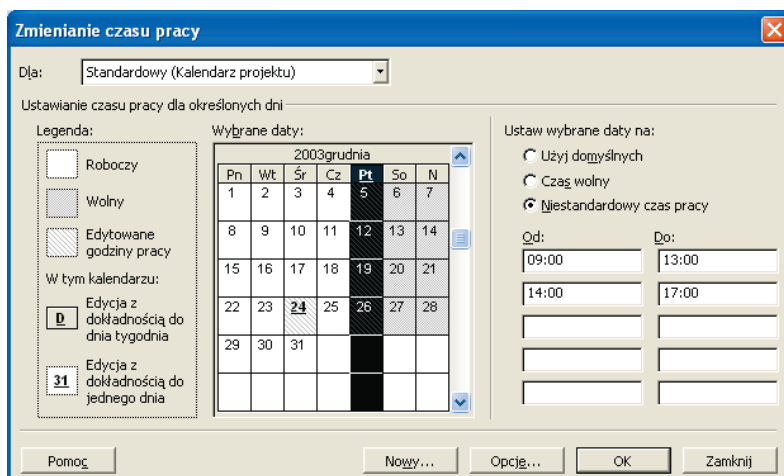 Zmienianie czasu pracy
Dla: Standardowy (Kalendarz projektu)
Ustawianie czasu pracy dla określonych dni
Legenda:
Roboczy
Wolny
Edytowane
godziny pracy
W tym kalendarzu:
D Edycja z
dokładnością do
dnia tygodnia
31 Edycja z
dokładnością do
jednego dnia
Wybrane daty:
2003grudnia
Pn Wt Śr Cz Pt So N
1 2 3 4 5 6 7
8 9 10 11 12 13 14
15 16 17 18 19 20 21
22 23 24 25 26 27 28
29 30 31
Ustaw wybrane daty na:
Użyj domyślnych
Czas wolny
Niestandardowy czas pracy
Od: Do:
09:00 13:00
14:00 17:00
Pomoc Nowy... Opcje... OK Zamknij